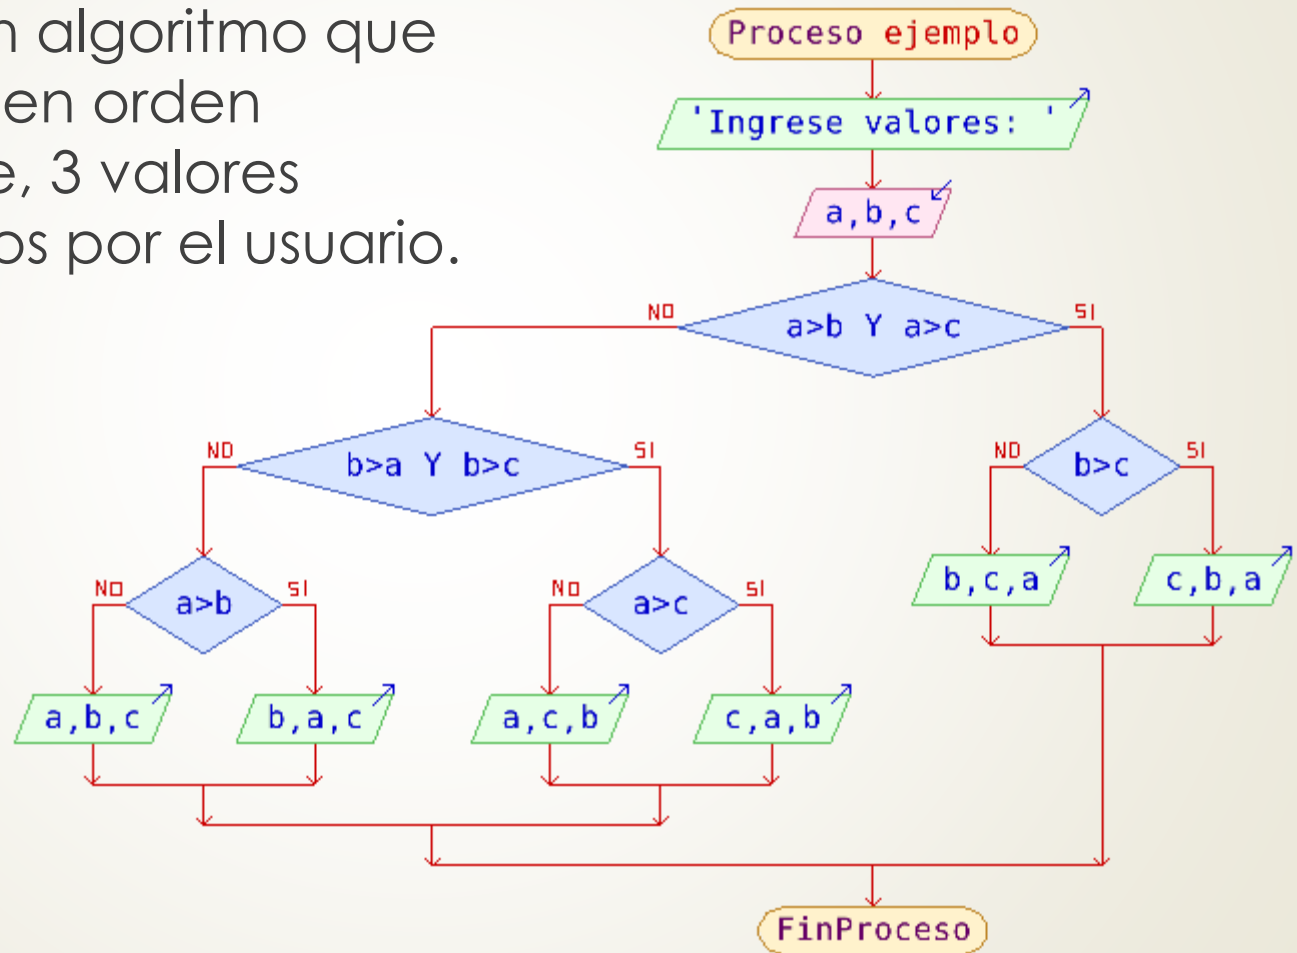 algoritmo que
en orden
3 valores
por el usuario.
Proceso ejemplo
'Ingrese valores: '
a,b,c
a>b Y a>c
NO
SI
b>a Y b>c
NO
SI
b>c
NO
SI
a>b
NO
SI
a>c
NO
SI
b,c,a
c,b,a
a,b,c
b,a,c
a,c,b
c,a,b
FinProceso